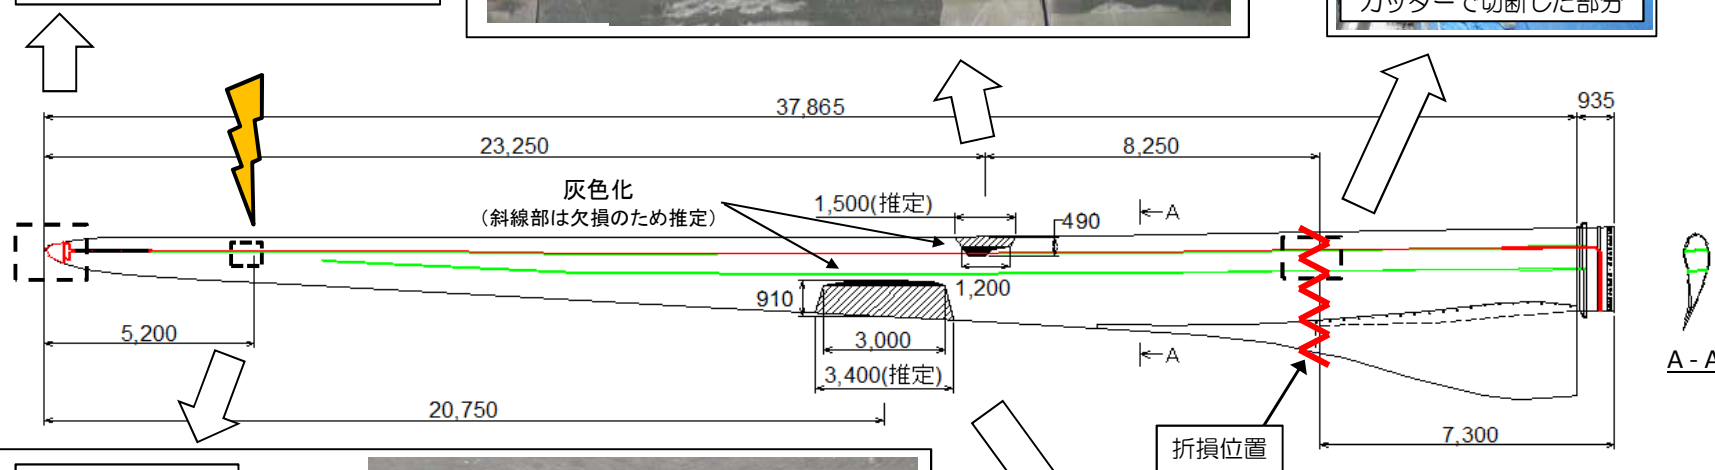 カッターで切断した部分
37,865
935
23,250
8,250
灰色化
(斜線部は欠損のため推定)
1,500(推定)
490
A
910
1,200
5,200
3,000
A
3,400(推定)
A - A
20,750
折損位置
7,300